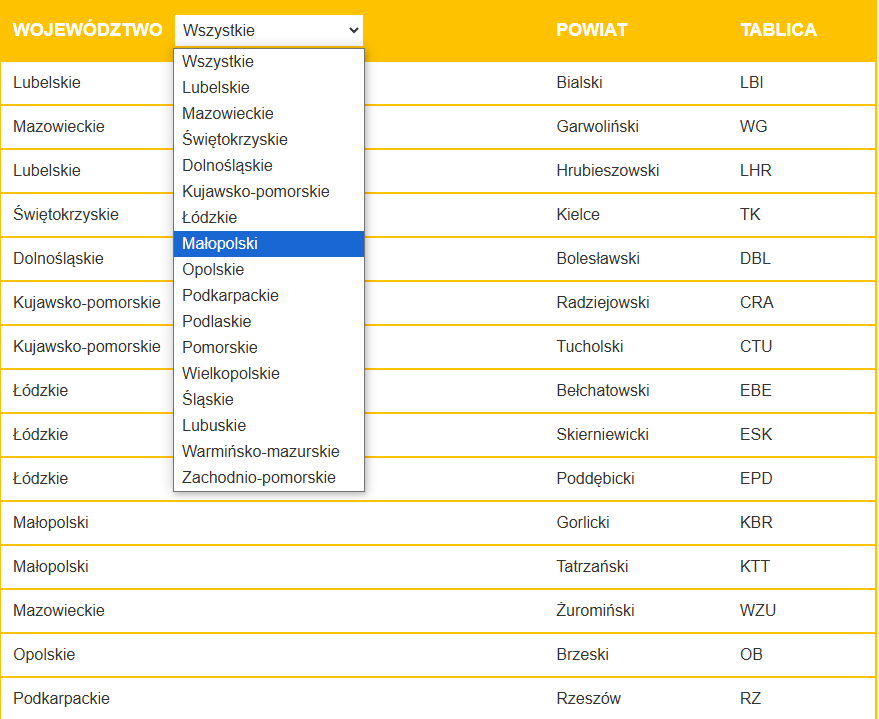 WOJEWÓDZTWO Wszystkie POWIAT TABLICA
Wszystkie
Lubelskie
Mazowieckie
Świętokrzyskie
Dolnośląskie
Kujawsko-pomorskie
Łódzkie
Małopolski
Opolskie
Podkarpackie
Podlaskie
Pomorskie
Wielkopolskie
Śląskie
Lubuskie
Warmińsko-mazurskie
Zachodnio-pomorskie
Lubelskie Bialski LBI
Mazowieckie Garwoliński WG
Lubelskie Hrubieszowski LHR
Świętokrzyskie Kielce TK
Dolnośląskie Bolesławski DBL
Kujawsko-pomorskie Radziejowski CRA
Kujawsko-pomorskie Tucholski CTU
Łódzkie Bełchatowski EBE
Łódzkie Skierniewicki ESK
Łódzkie Poddębicki EPD
Małopolski Gorlicki KBR
Małopolski Tatrzański KTT
Mazowieckie Żuromiński WZU
Opolskie Brzeski OB
Podkarpackie Rzeszów RZ